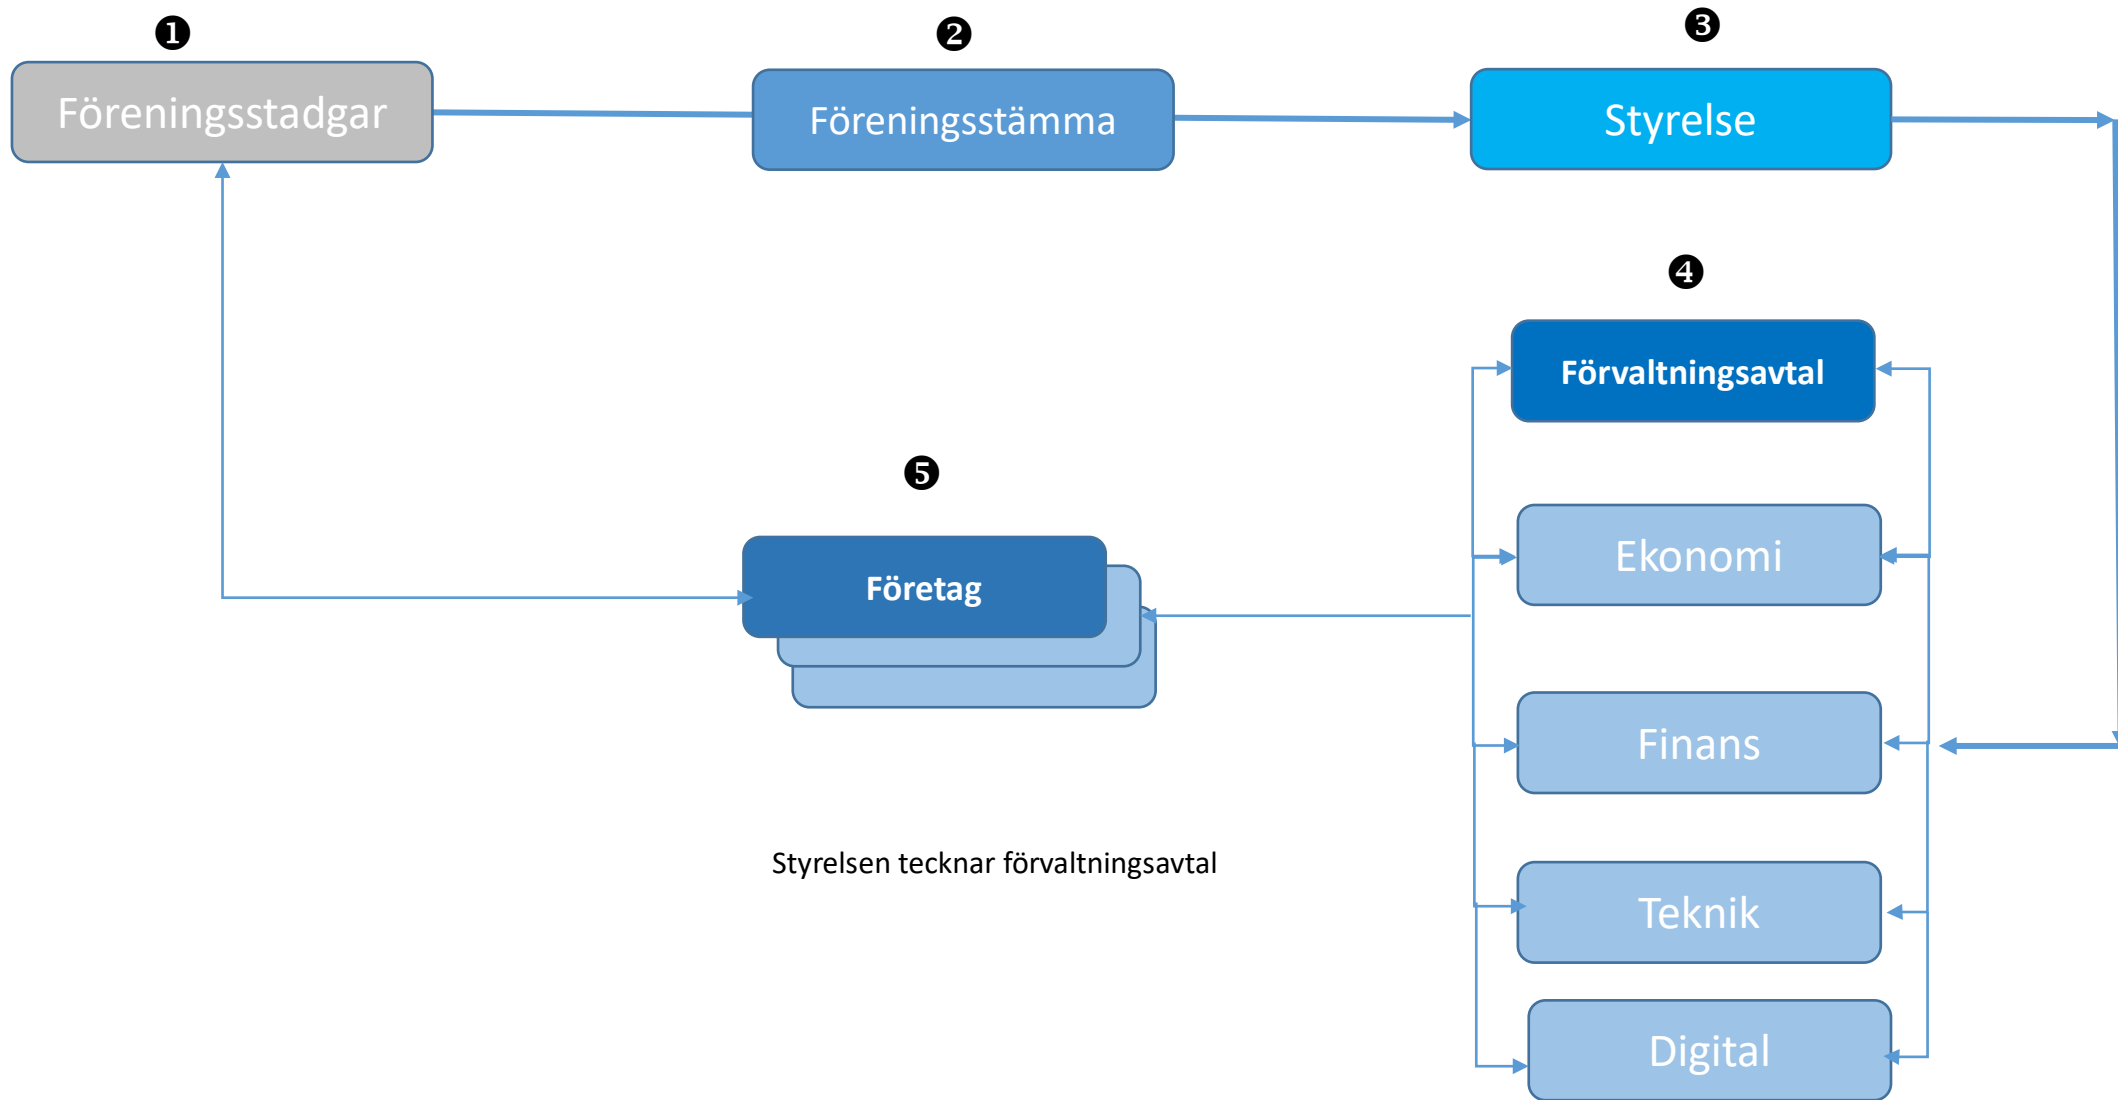 ❶
❷
❸
Föreningsstadgar
Föreningsstämma
Styrelse
❹
Förvaltningsavtal
❺
Företag
Ekonomi
Finans
Styrelsen tecknar förvaltningsavtal
Teknik
Digital